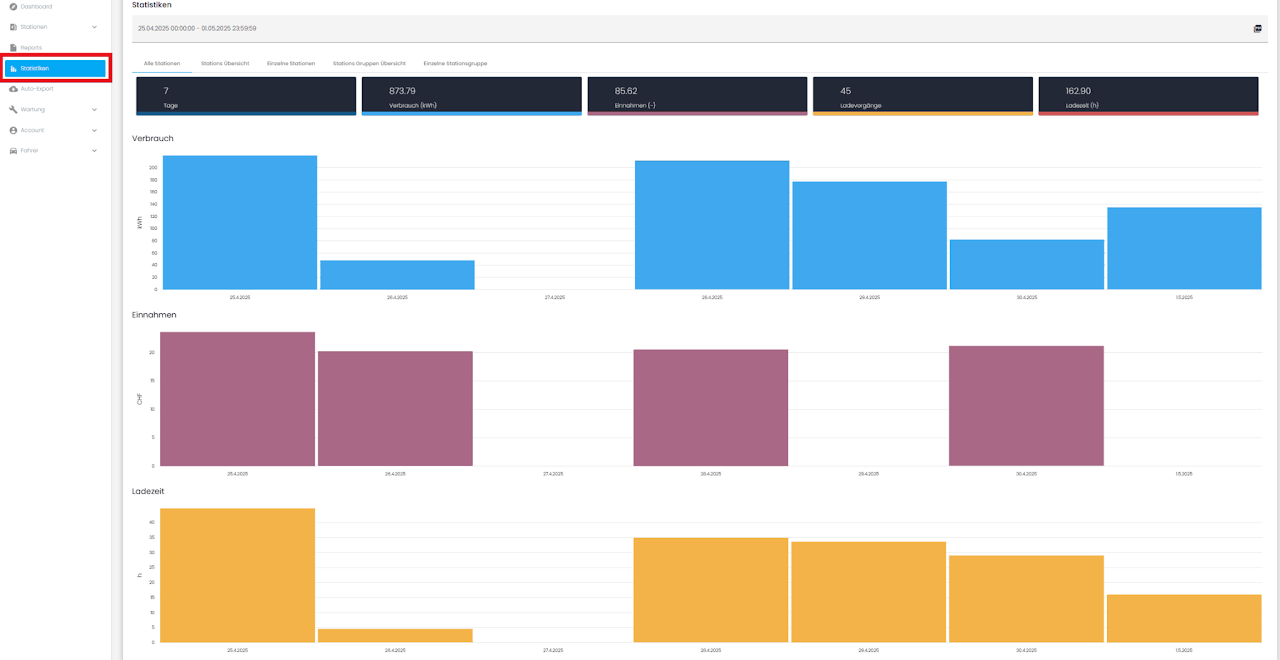 Dashboard
Stationen
Reports
Statistiken
Auto-Export
Wartung
Account
Fahrer
Statistiken
25.04.2025 00:00:00 - 01.05.2025 23:59:59
Alle Stationen Stations Übersicht Einzelne Stationen Stations Gruppen Übersicht Einzelne Stationsgruppe
7 873.79 85.62 45 162.90
Tage Verbrauch (kWh) Einnahmen (-) Ladevorgänge Ladezeit (h)
Verbrauch
200
180
160
140
120
100
80
60
40
20
0
kWh
25.4.2025 26.4.2025 27.4.2025 28.4.2025 29.4.2025 30.4.2025 1.5.2025
Einnahmen
20
15
10
5
0
CHF
25.4.2025 26.4.2025 27.4.2025 28.4.2025 29.4.2025 30.4.2025 1.5.2025
Ladezeit
40
35
30
25
20
15
10
5
0
h
25.4.2025 26.4.2025 27.4.2025 28.4.2025 29.4.2025 30.4.2025 1.5.2025